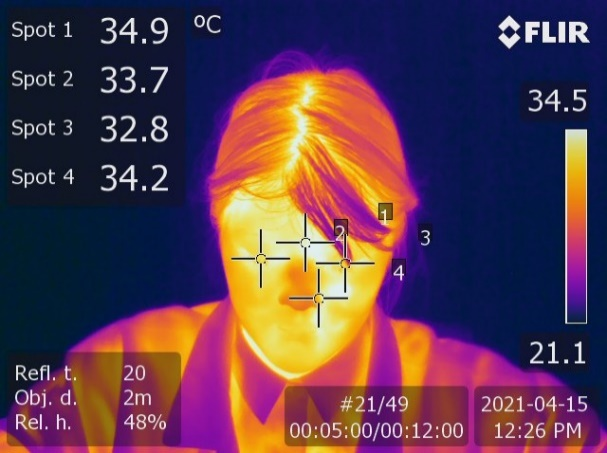 Spot 1 34.9 ºC
Spot 2 33.7
Spot 3 32.8
Spot 4 34.2
FLIR
34.5
1
2
3
4
21.1
Refl. t. 20
Obj. d. 2m
Rel. h. 48%
#21/49
00:05:00/00:12:00
2021-04-15
12:26 PM